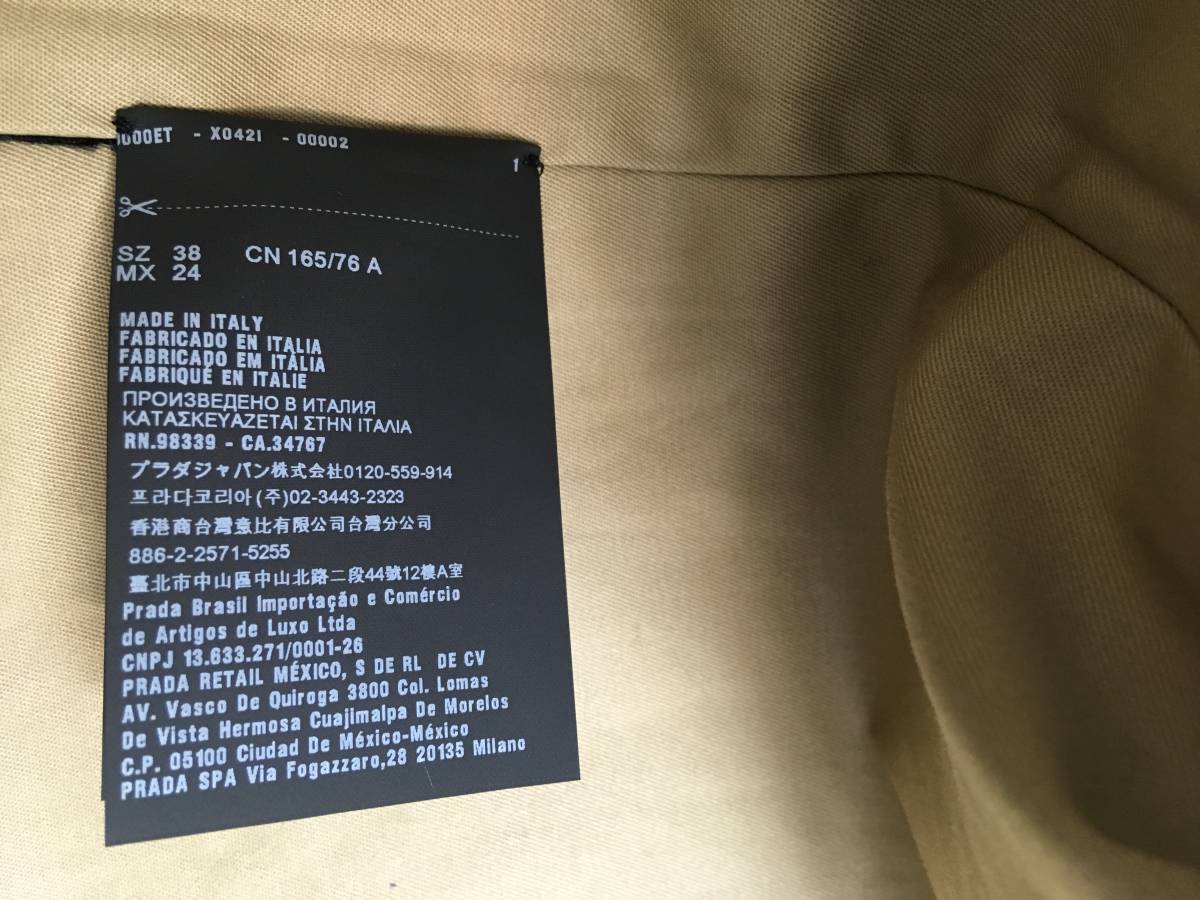 - X042I - 00002
1
SZ 38 CN 165/76 A
MX 24
MADE IN ITALY
FABRICADO EN ITALIA
FABRICADO EM ITÀLIA
FABRIQUÉ EN ITALIE
ПРОИЗВЕДЕНО В ИТАЛИЯ
ΚΑΤΑΣΚΕΥΑΖΕΤΑΙ ΣΤΗΝ ΙΤΑΛΙΑ
RN.98339 - CA.34767
プラダジャパン株式会社0120-559-914
프라다코리아(주)02-3443-2323
香港商台灣意比有限公司台灣分公司
886-2-2571-5255
臺北市中山區中山北路二段44號12樓A室
Prada Brasil Importação e Comércio
de Artigos de Luxo Ltda
CNPJ 13.633.271/0001-26
PRADA RETAIL MÉXICO, S DE RL DE CV
AV. Vasco De Quiroga 3800 Col. Lomas
De Vista Hermosa Cuajimalpa De Morelos
C.P. 05100 Ciudad De México-México
PRADA SPA Via Fogazzaro,28 20135 Milano